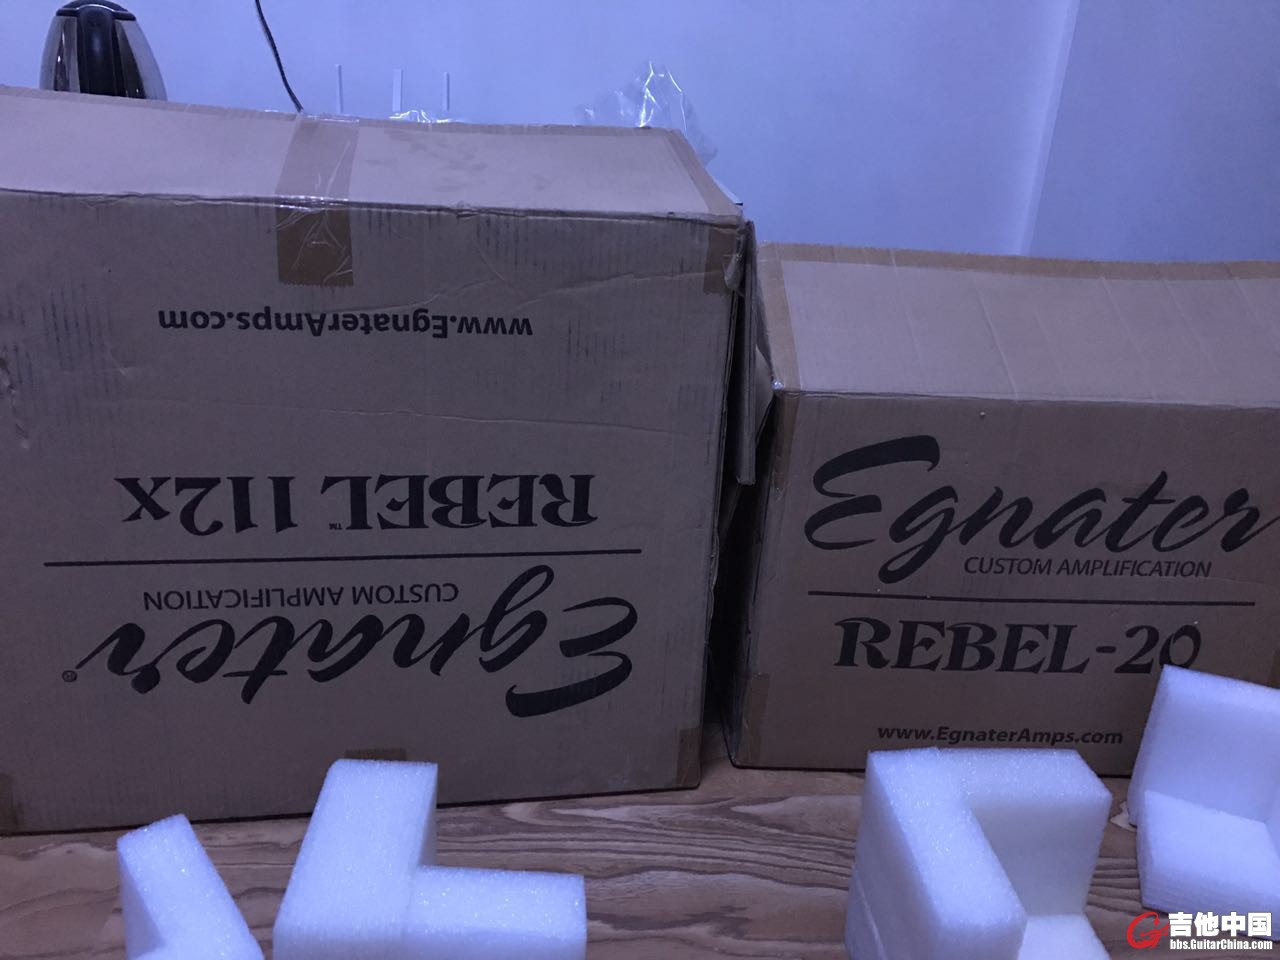 Egnater®
CUSTOM AMPLIFICATION
REBEL™ 112X
www.EgnaterAmps.com
Egnater
CUSTOM AMPLIFICATION
REBEL-20
www.EgnaterAmps.com
吉他中国
bbs.GuitarChina.com